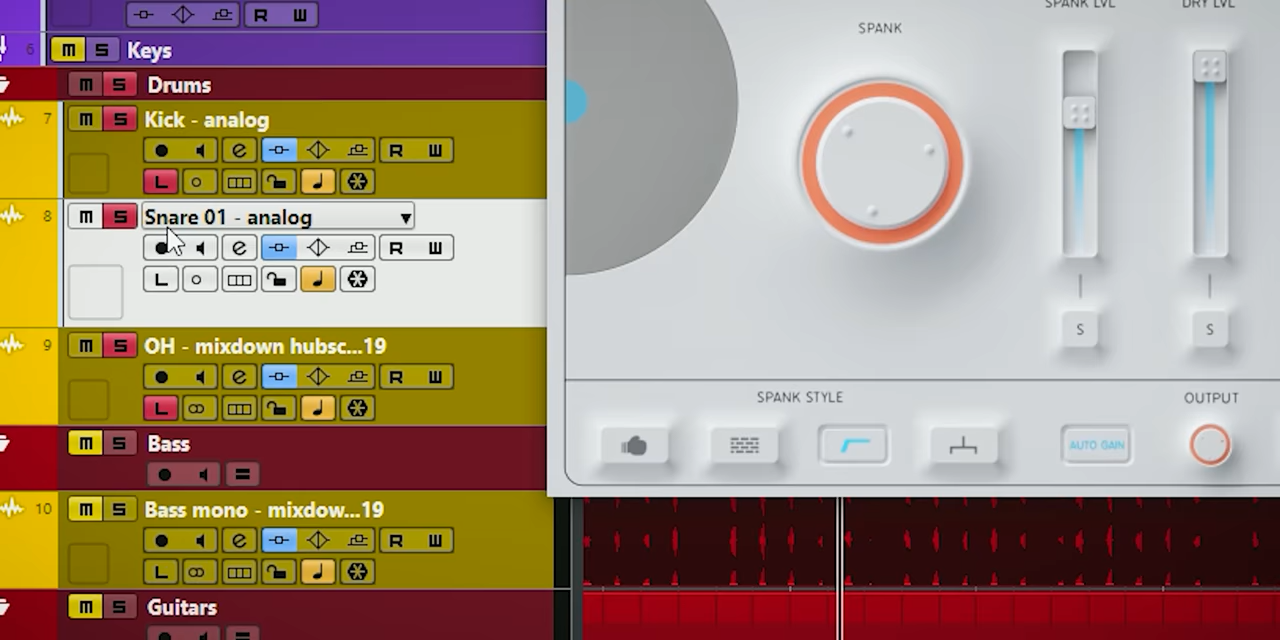 R W
6 M S Keys
M S Drums
7 M S Kick - analog
e R W
L
8 M S Snare 01 - analog
e R W
L
9 M S OH - mixdown hubsc...19
e R W
L
M S Bass
10 M S Bass mono - mixdow...19
e R W
L
M S Guitars
SPANK
SPANK LVL
DRY LVL
S
S
SPANK STYLE
OUTPUT
AUTO GAIN